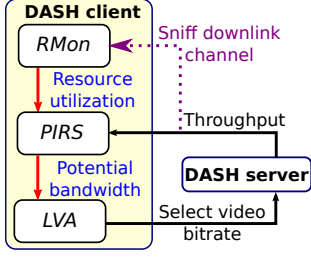 DASH client
RMon
Sniff downlink
channel
Resource
utilization
PIRS
Throughput
Potential
bandwidth
DASH server
LVA
Select video
bitrate